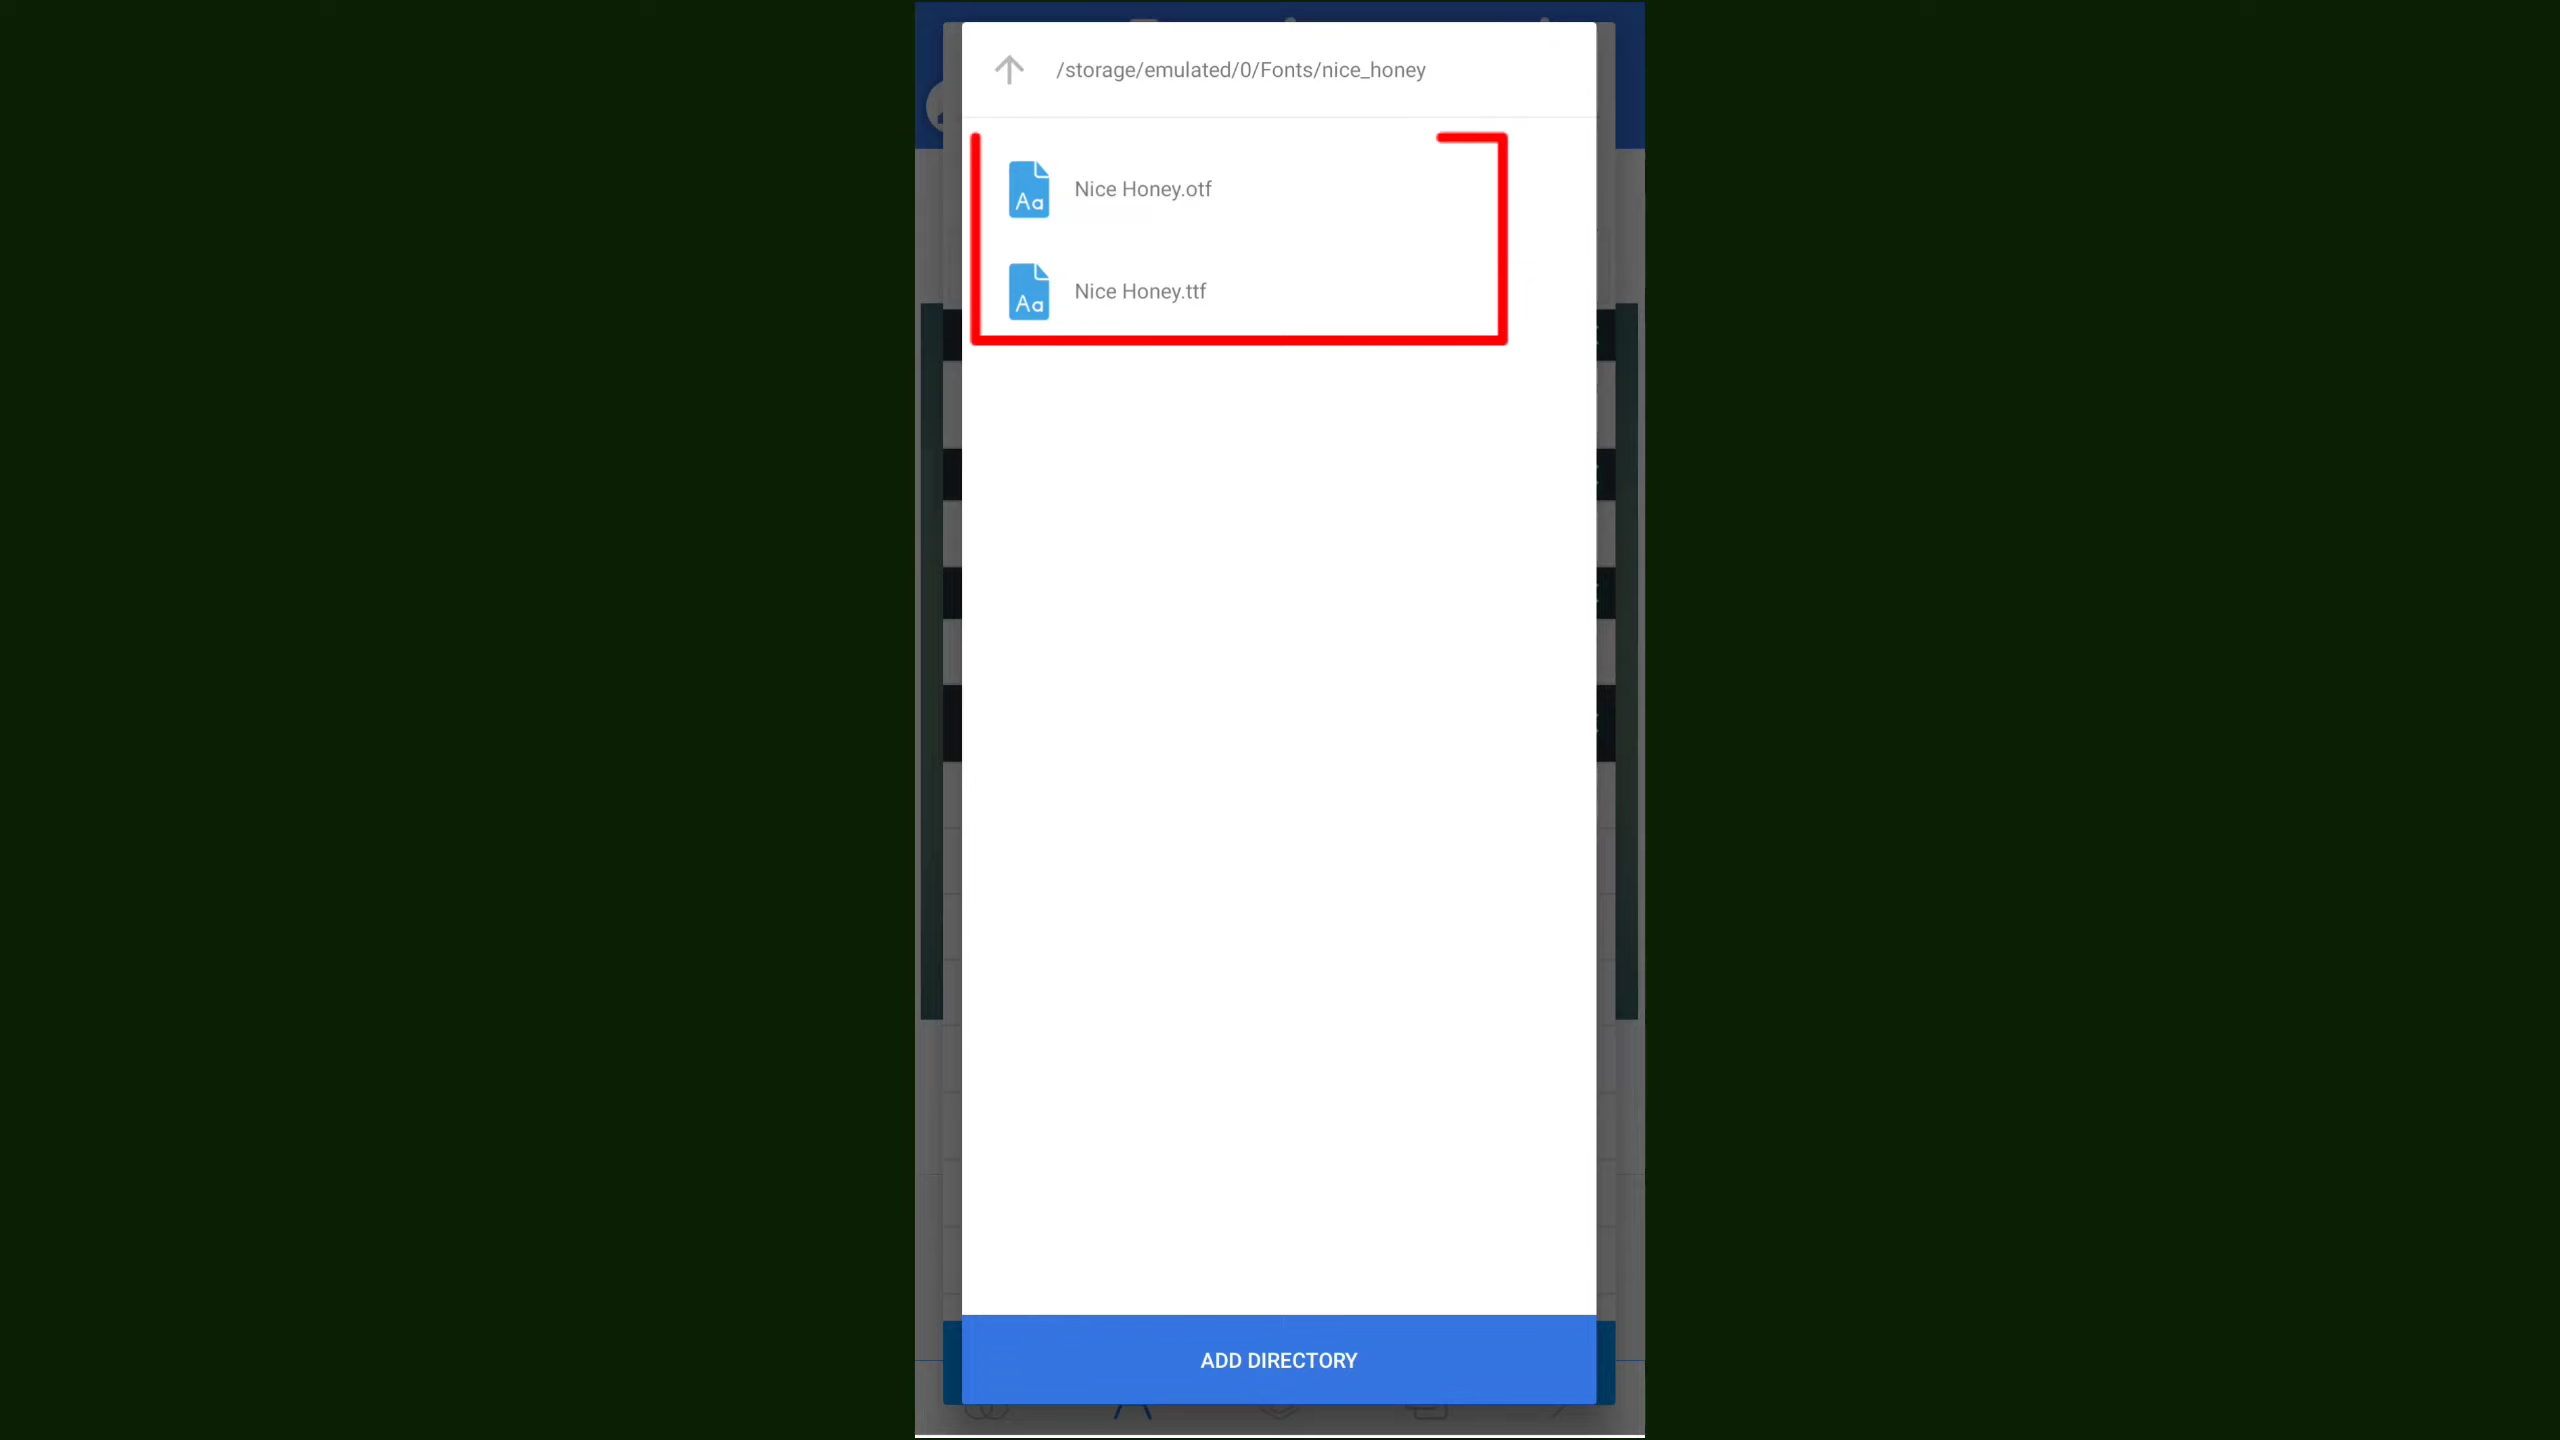 /storage/emulated/0/Fonts/nice_honey
Aa
Nice Honey.otf
Aa
Nice Honey.ttf
ADD DIRECTORY